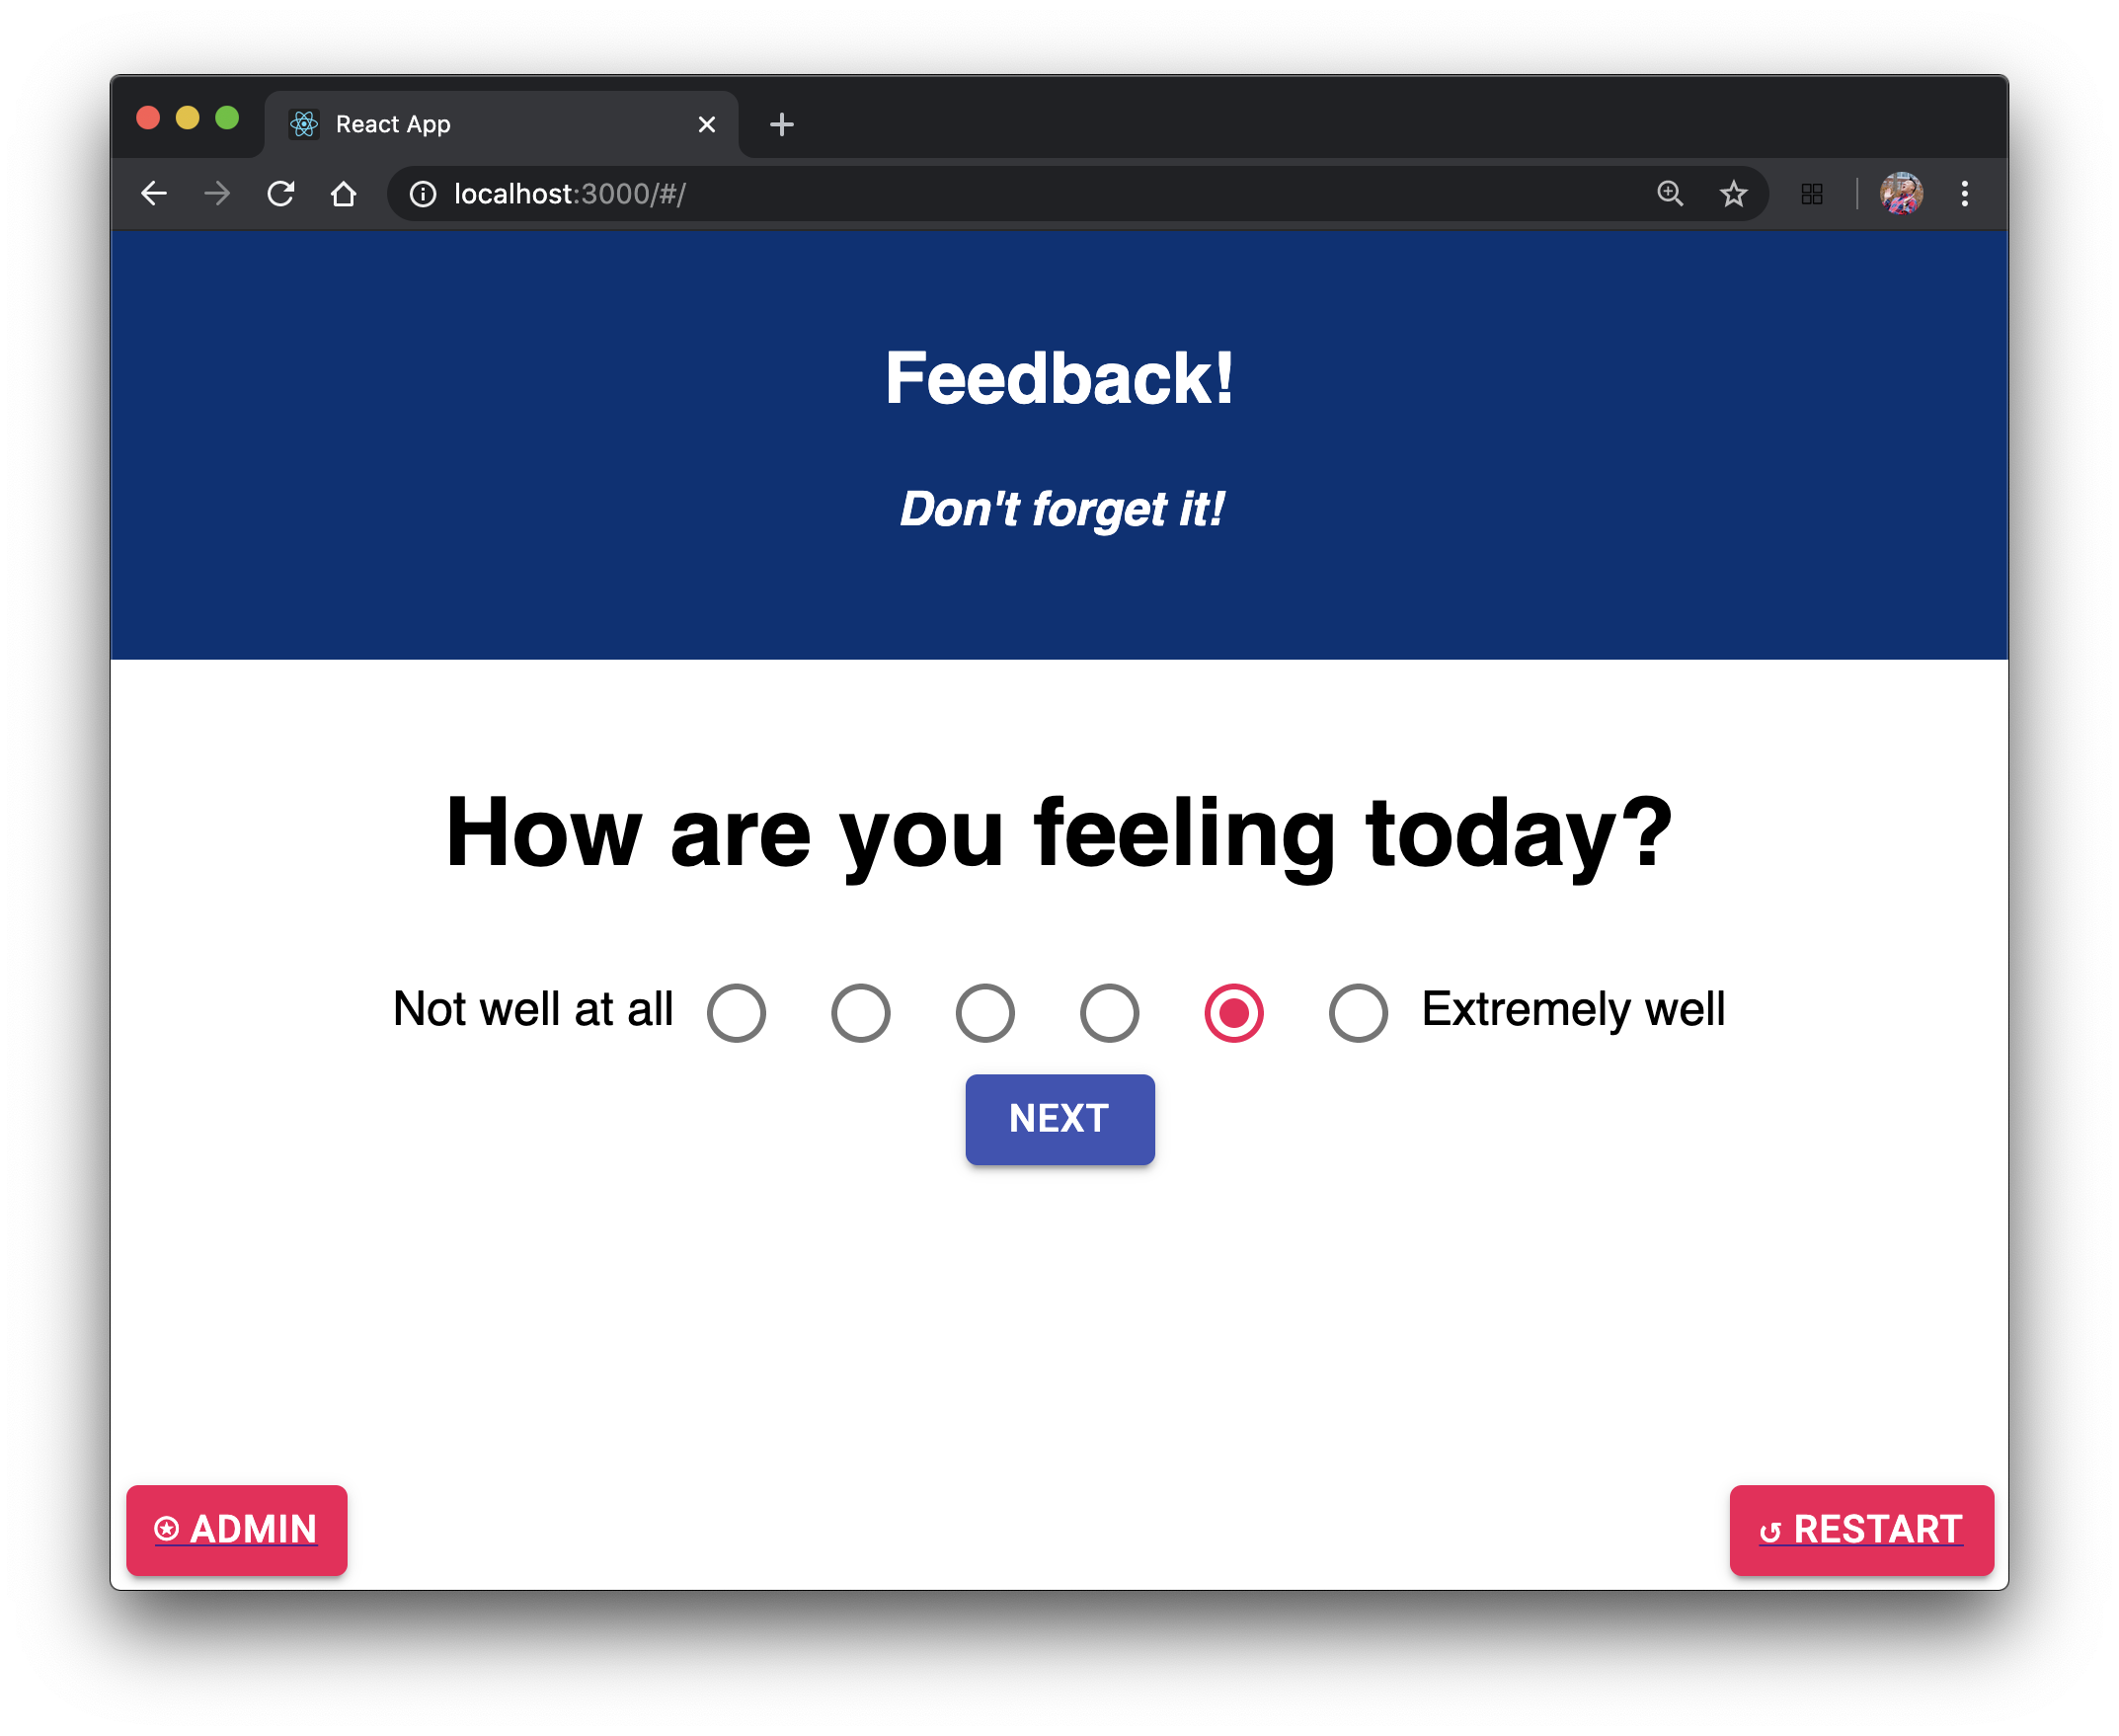 React App
localhost:3000/#/
Feedback!
Don't forget it!
How are you feeling today?
Not well at all Extremely well
NEXT
ADMIN RESTART